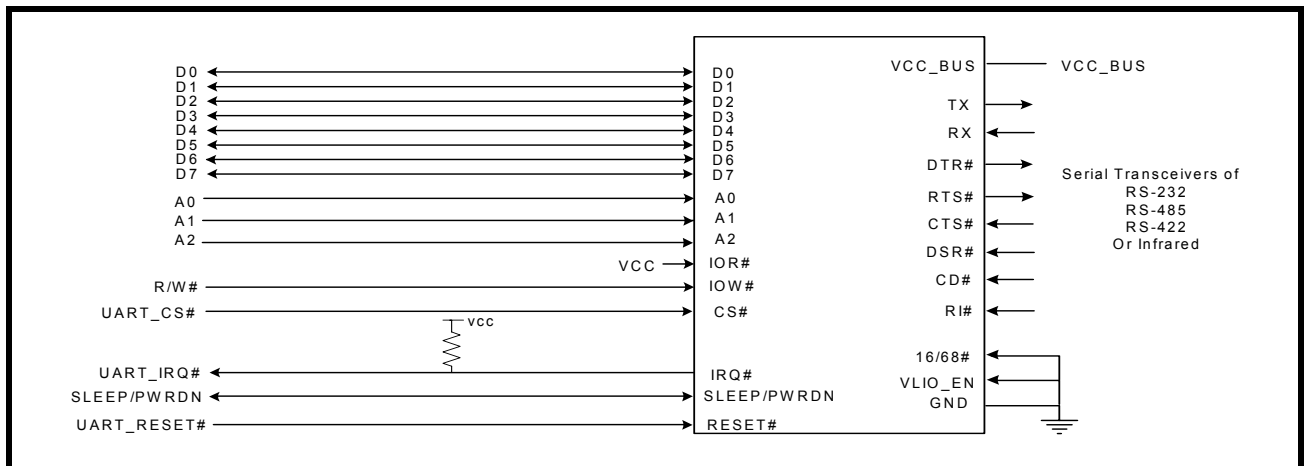 D0
D1
D2
D3
D4
D5
D6
D7
A0
A1
A2
R/W#
UART_CS#
UART_IRQ#
SLEEP/PWRDN
UART_RESET#
VCC
vcc
D0
D1
D2
D3
D4
D5
D6
D7
A0
A1
A2
IOR#
IOW#
CS#
IRQ#
SLEEP/PWRDN
RESET#
VCC_BUS
TX
RX
DTR#
RTS#
CTS#
DSR#
CD#
RI#
16/68#
VLIO_EN
GND
VCC_BUS
Serial Transceivers of
RS-232
RS-485
RS-422
Or Infrared